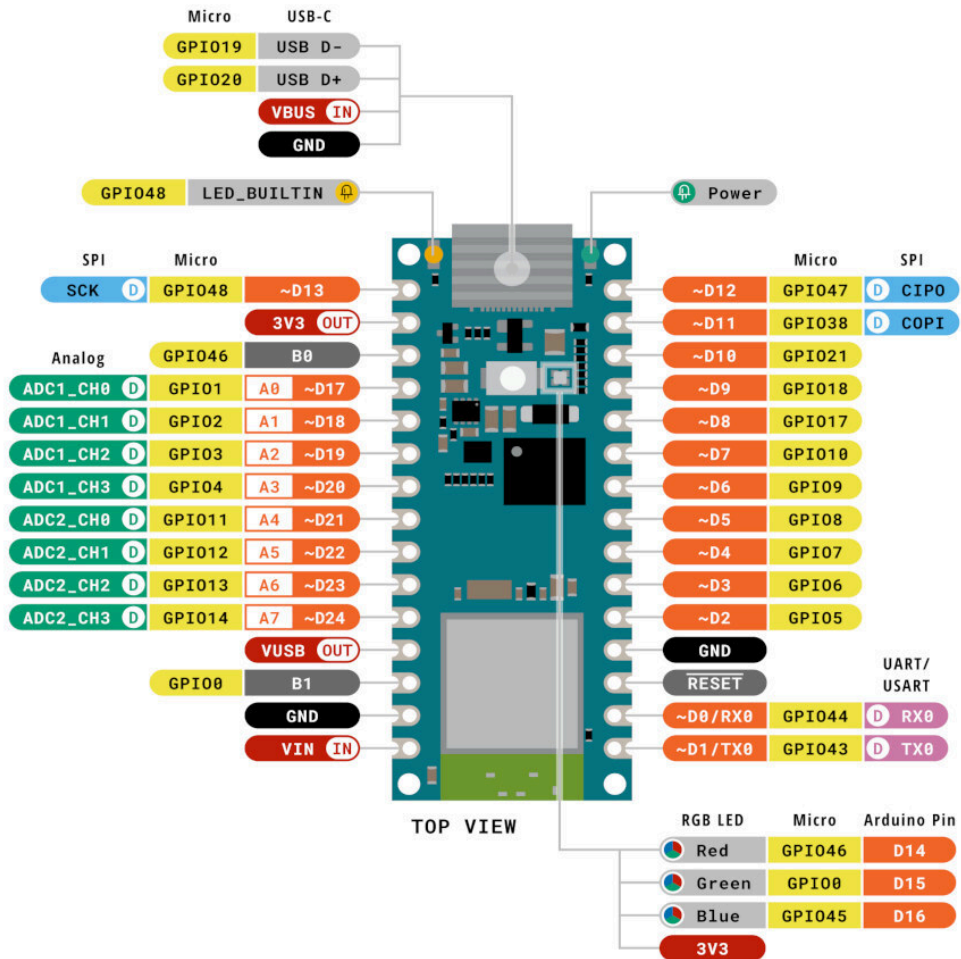 Micro USB-C
GPIO19 USB D-
GPIO20 USB D+
VBUS IN
GND
GPIO48 LED_BUILTIN
Power
SPI Micro
SCK D GPIO48 ~D13
3V3 OUT
GPIO46 B0
Analog
ADC1_CH0 D GPIO1 A0 ~D17
ADC1_CH1 D GPIO2 A1 ~D18
ADC1_CH2 D GPIO3 A2 ~D19
ADC1_CH3 D GPIO4 A3 ~D20
ADC2_CH0 D GPIO11 A4 ~D21
ADC2_CH1 D GPIO12 A5 ~D22
ADC2_CH2 D GPIO13 A6 ~D23
ADC2_CH3 D GPIO14 A7 ~D24
VUSB OUT
GPIO0 B1
GND
VIN IN
Micro SPI
~D12 GPIO47 D CIPO
~D11 GPIO38 D COPI
~D10 GPIO21
~D9 GPIO18
~D8 GPIO17
~D7 GPIO10
~D6 GPIO9
~D5 GPIO8
~D4 GPIO7
~D3 GPIO6
~D2 GPIO5
GND
RESET
UART/
USART
~D0/RX0 GPIO44 D RX0
~D1/TX0 GPIO43 D TX0
TOP VIEW
RGB LED Micro Arduino Pin
Red GPIO46 D14
Green GPIO0 D15
Blue GPIO45 D16
3V3